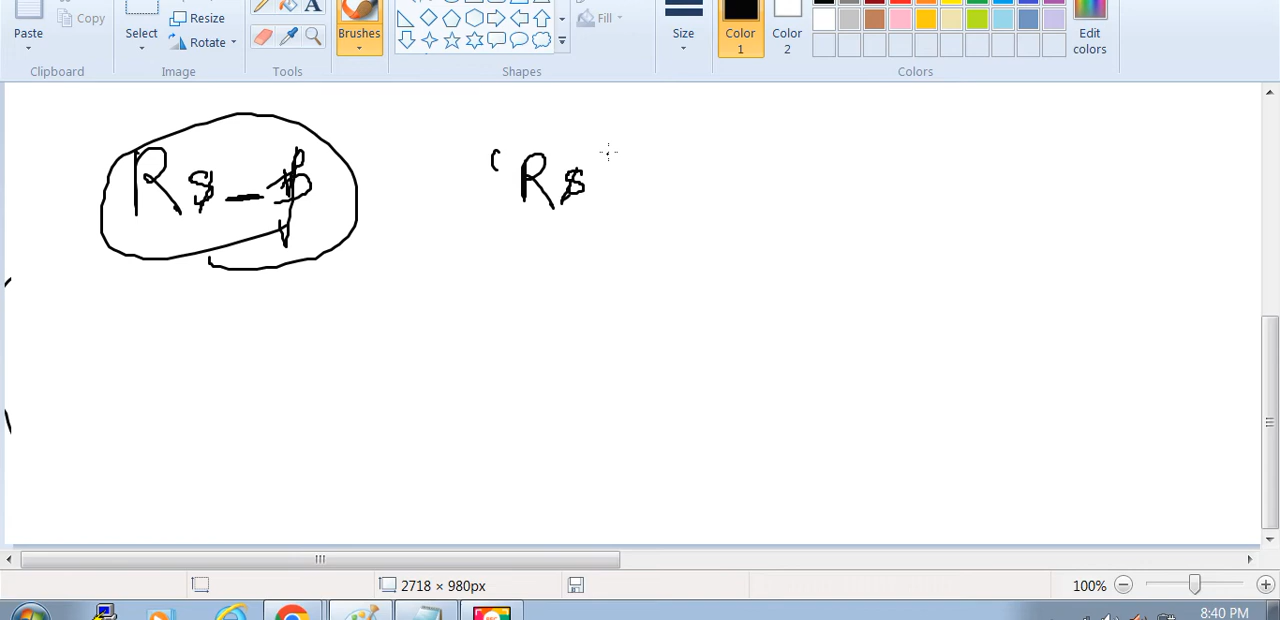 Paste
Copy
Select
Resize
Rotate
A
Brushes
Fill
Size
Color
1
Color
2
Edit
colors
Clipboard
Image
Tools
Shapes
Colors
Rs - $
‘Rs
2718 × 980px
100%
8:40 PM